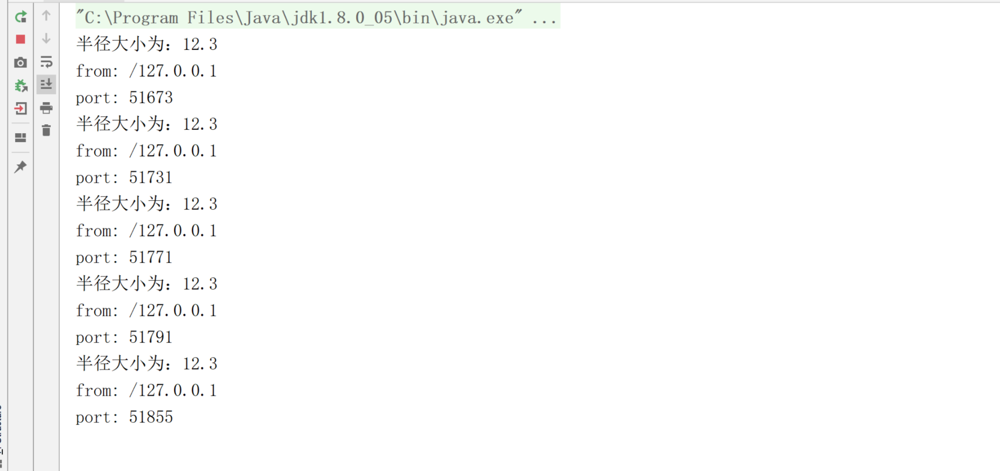 "C:\Program Files\Java\jdk1.8.0_05\bin\java.exe" ...
半径大小为：12.3
from: /127.0.0.1
port: 51673
半径大小为：12.3
from: /127.0.0.1
port: 51731
半径大小为：12.3
from: /127.0.0.1
port: 51771
半径大小为：12.3
from: /127.0.0.1
port: 51791
半径大小为：12.3
from: /127.0.0.1
port: 51855